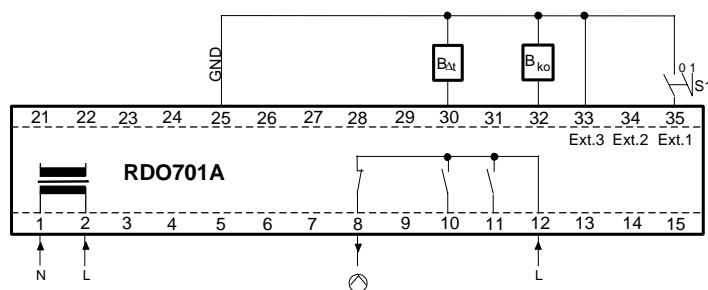 GND
BΔt
Bko
0 1
S1
21 22 23 24 25 26 27 28 29 30 31 32 33 34 35
Ext.3 Ext.2 Ext.1
RDO701A
1 2 3 4 5 6 7 8 9 10 11 12 13 14 15
N L L